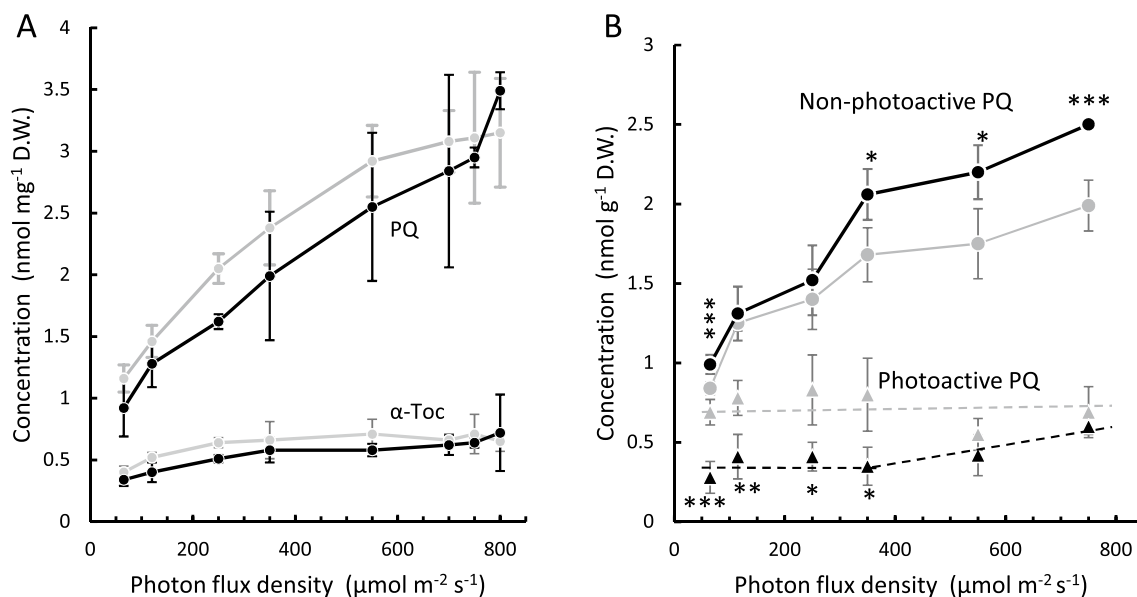 A
4
3.5
3
2.5
2
1.5
1
0.5
0
Concentration (nmol mg⁻¹ D.W.)
PQ
α-Toc
0 200 400 600 800
Photon flux density (µmol m⁻² s⁻¹)
B
3
2.5
2
1.5
1
0.5
0
Concentration (nmol g⁻¹ D.W.)
Non-photoactive PQ
***
*
*
***
Photoactive PQ
***
**
*
*
0 200 400 600 800
Photon flux density (µmol m⁻² s⁻¹)